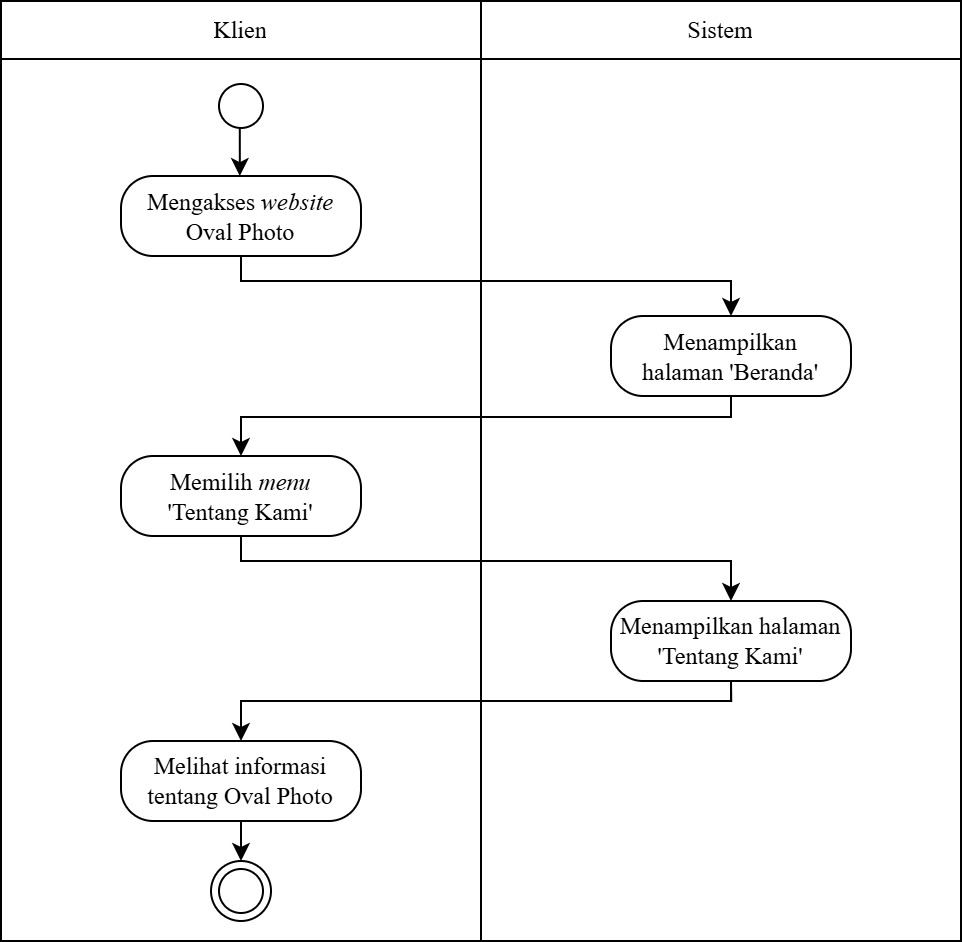 Klien
Sistem
Mengakses website
Oval Photo
Menampilkan
halaman 'Beranda'
Memilih menu
'Tentang Kami'
Menampilkan halaman
'Tentang Kami'
Melihat informasi
tentang Oval Photo